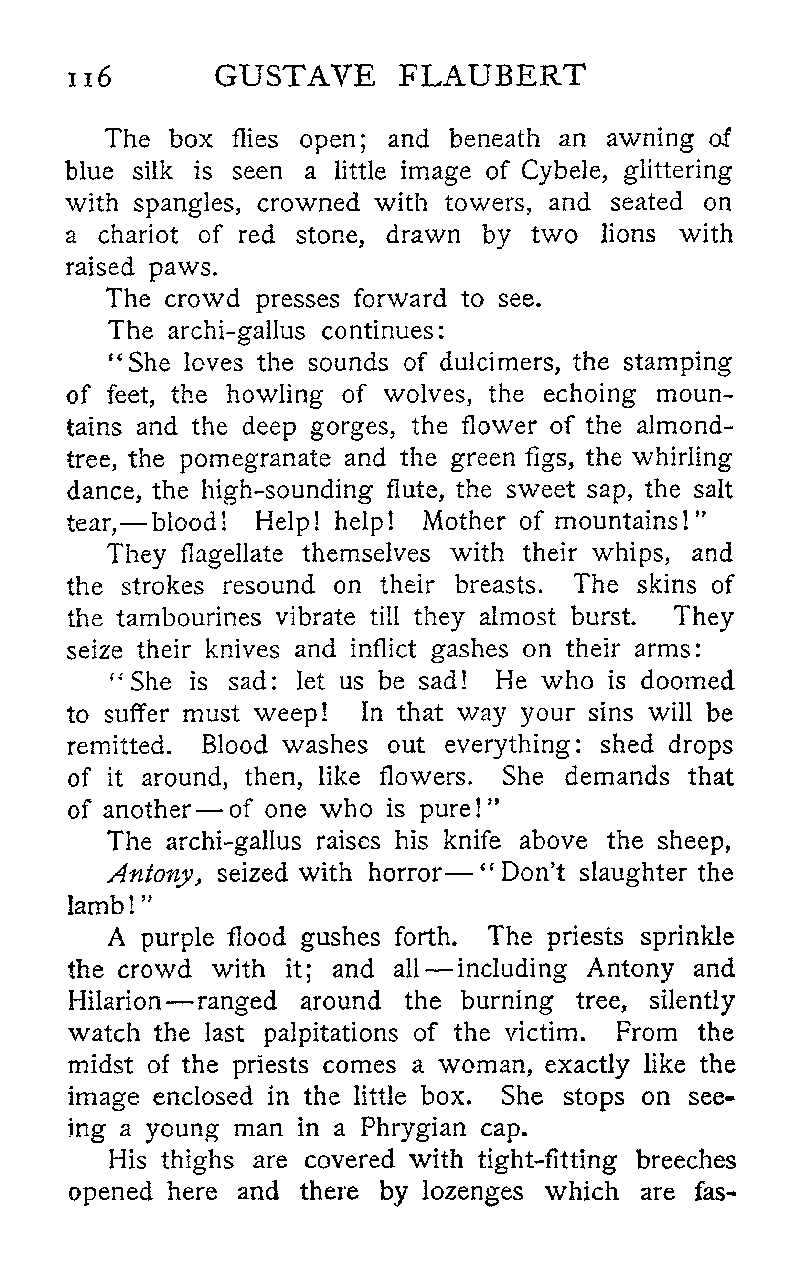 116 GUSTAVE FLAUBERT
The box flies open; and beneath an awning of
blue silk is seen a little image of Cybele, glittering
with spangles, crowned with towers, and seated on
a chariot of red stone, drawn by two lions with
raised paws.
The crowd presses forward to see.
The archi-gallus continues:
"She loves the sounds of dulcimers, the stamping
of feet, the howling of wolves, the echoing moun-
tains and the deep gorges, the flower of the almond-
tree, the pomegranate and the green figs, the whirling
dance, the high-sounding flute, the sweet sap, the salt
tear,—blood! Help! help! Mother of mountains!"
They flagellate themselves with their whips, and
the strokes resound on their breasts. The skins of
the tambourines vibrate till they almost burst. They
seize their knives and inflict gashes on their arms:
"She is sad: let us be sad! He who is doomed
to suffer must weep! In that way your sins will be
remitted. Blood washes out everything: shed drops
of it around, then, like flowers. She demands that
of another—of one who is pure!"
The archi-gallus raises his knife above the sheep,
Antony, seized with horror—"Don't slaughter the
lamb!"
A purple flood gushes forth. The priests sprinkle
the crowd with it; and all—including Antony and
Hilarion—ranged around the burning tree, silently
watch the last palpitations of the victim. From the
midst of the priests comes a woman, exactly like the
image enclosed in the little box. She stops on see-
ing a young man in a Phrygian cap.
His thighs are covered with tight-fitting breeches
opened here and there by lozenges which are fas-